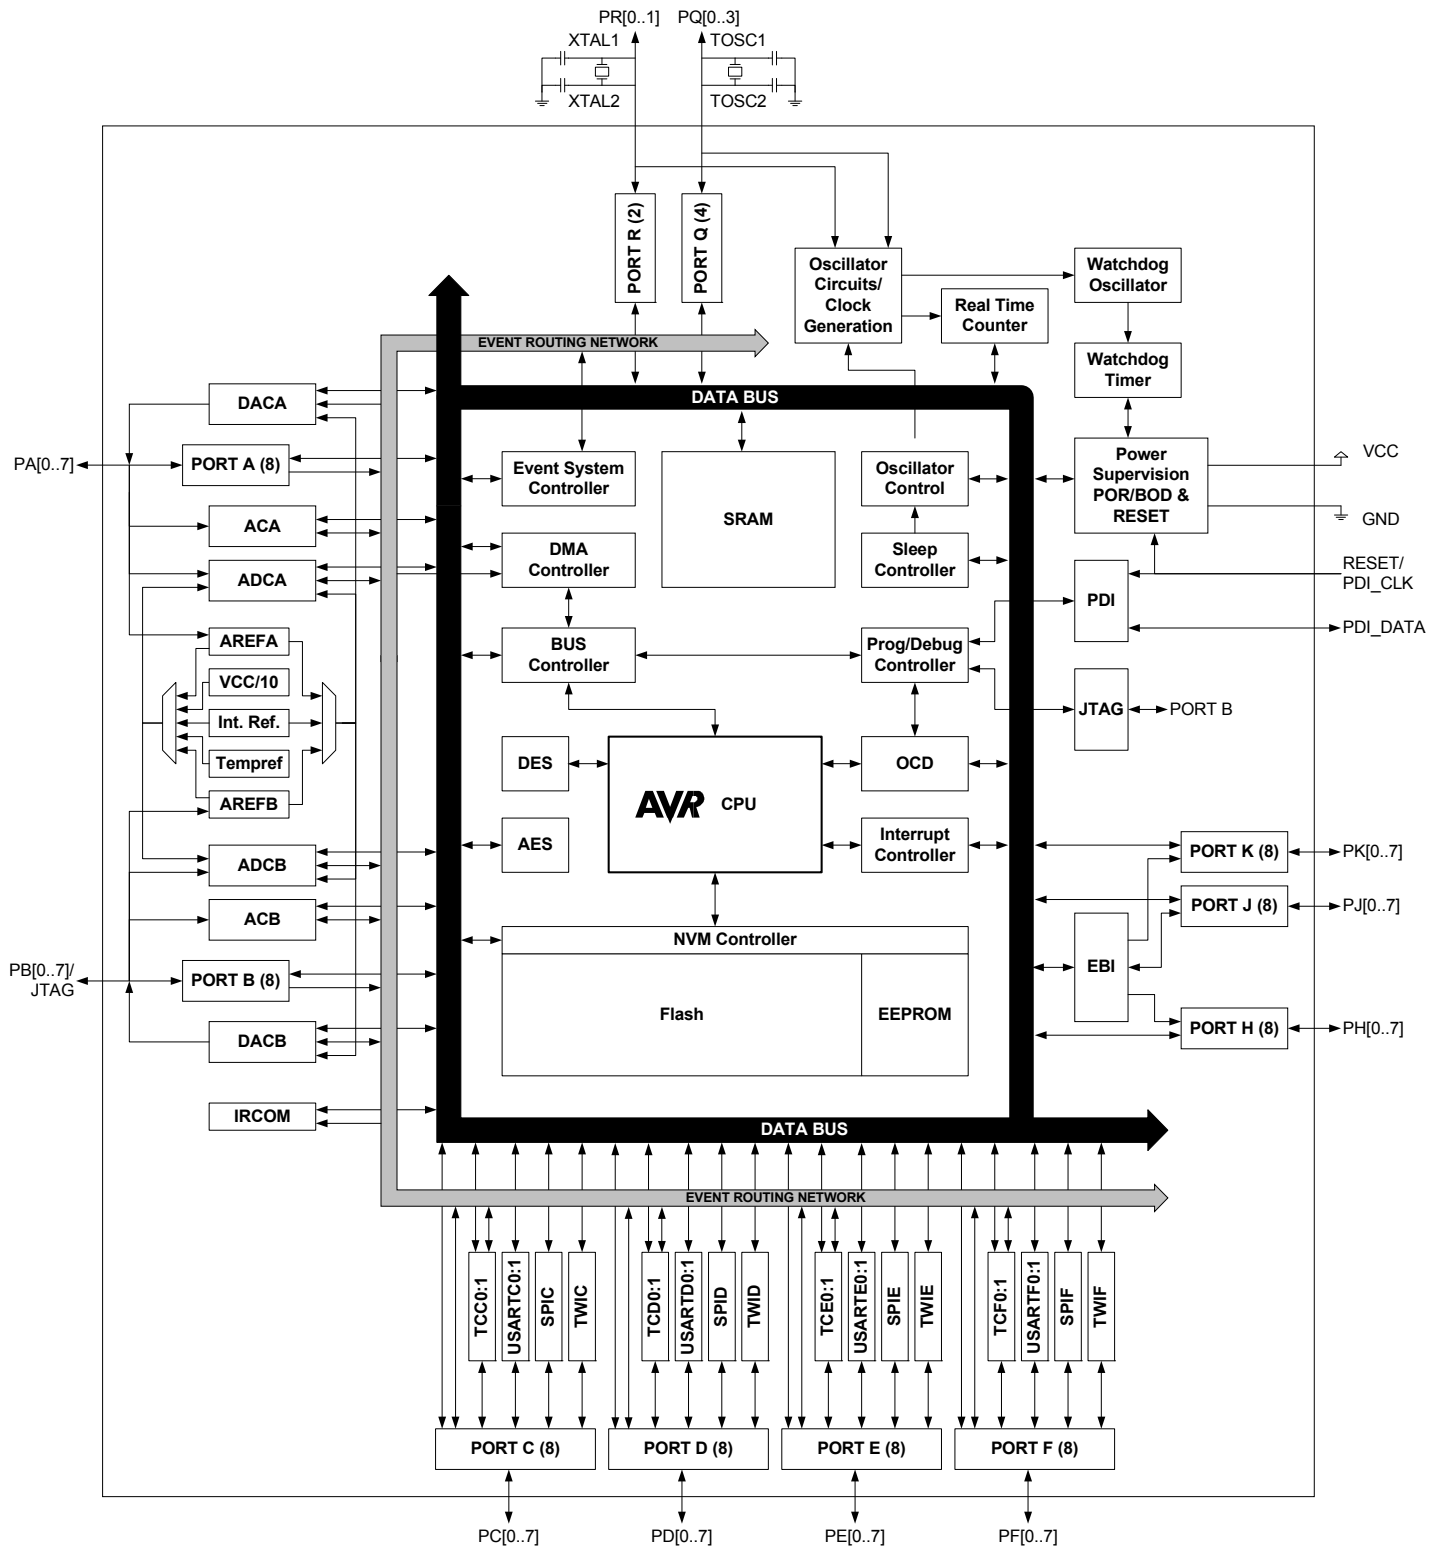 PR[0..1]
PQ[0..3]
XTAL1
TOSC1
XTAL2
TOSC2
PORT R (2)
PORT Q (4)
Oscillator
Circuits/
Clock
Generation
Watchdog
Oscillator
Real Time
Counter
Watchdog
Timer
EVENT ROUTING NETWORK
DATA BUS
DACA
PA[0..7]
PORT A (8)
ACA
ADCA
AREFA
VCC/10
Int. Ref.
Tempref
AREFB
ADCB
ACB
PB[0..7]/
JTAG
PORT B (8)
DACB
IRCOM
Event System
Controller
SRAM
Oscillator
Control
DMA
Controller
Sleep
Controller
BUS
Controller
Prog/Debug
Controller
DES
AVR
CPU
OCD
AES
Interrupt
Controller
NVM Controller
Flash
EEPROM
Power
Supervision
POR/BOD &
RESET
VCC
GND
RESET/
PDI_CLK
PDI
PDI_DATA
JTAG
PORT B
PORT K (8)
PK[0..7]
PORT J (8)
PJ[0..7]
EBI
PORT H (8)
PH[0..7]
DATA BUS
EVENT ROUTING NETWORK
TCC0:1
USARTC0:1
SPIC
TWIC
TCD0:1
USARTD0:1
SPID
TWID
TCE0:1
USARTE0:1
SPIE
TWIE
TCF0:1
USARTF0:1
SPIF
TWIF
PORT C (8)
PORT D (8)
PORT E (8)
PORT F (8)
PC[0..7]
PD[0..7]
PE[0..7]
PF[0..7]